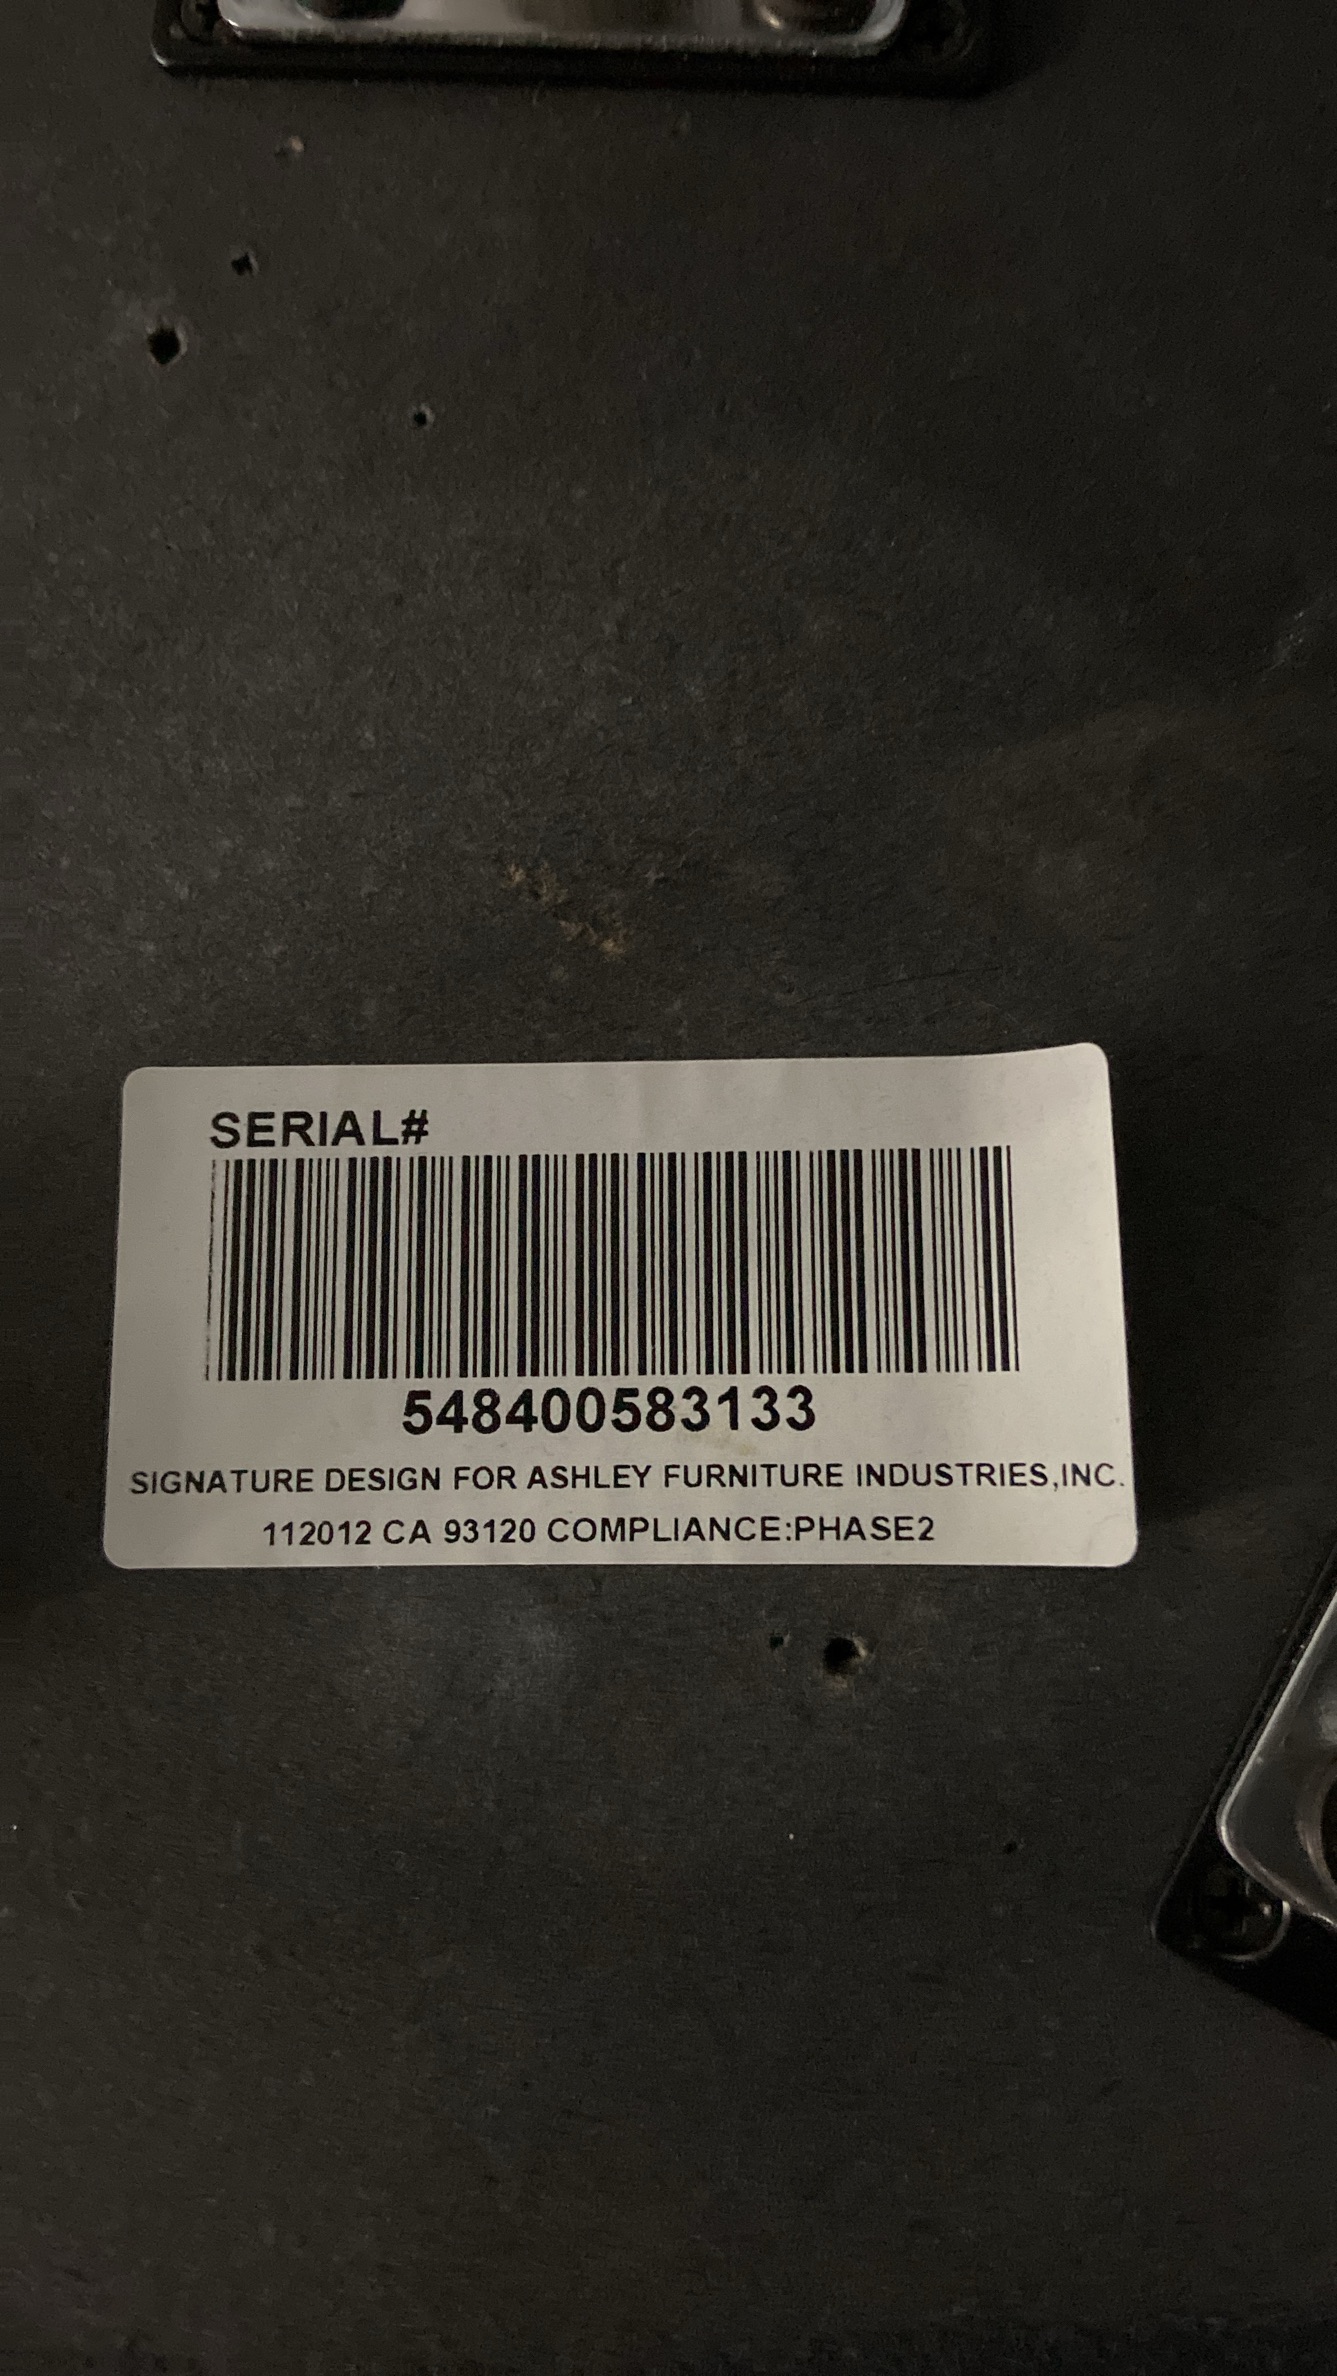 SERIAL#
548400583133
SIGNATURE DESIGN FOR ASHLEY FURNITURE INDUSTRIES,INC.
112012 CA 93120 COMPLIANCE:PHASE2